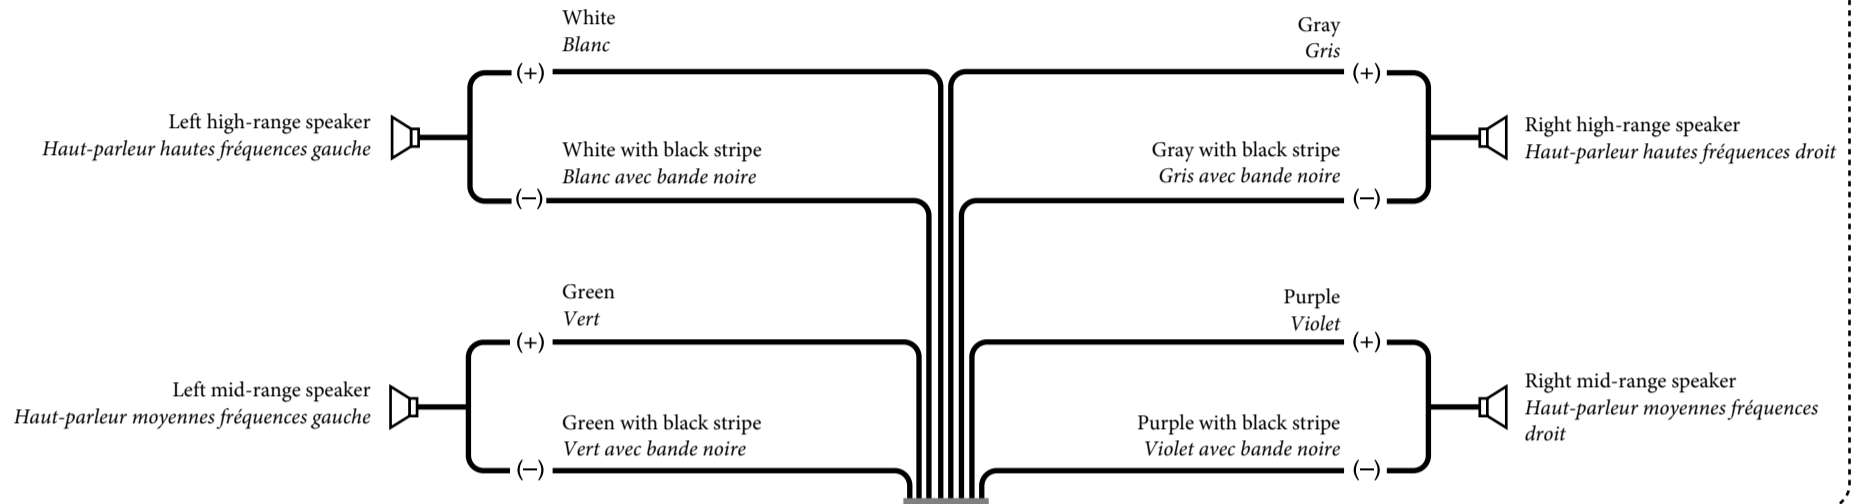 White
Blanc
(+)
Left high-range speaker
Haut-parleur hautes fréquences gauche
White with black stripe
Blanc avec bande noire
(−)
Gray
Gris
(+)
Right high-range speaker
Haut-parleur hautes fréquences droit
Gray with black stripe
Gris avec bande noire
(−)
Green
Vert
(+)
Left mid-range speaker
Haut-parleur moyennes fréquences gauche
Green with black stripe
Vert avec bande noire
(−)
Purple
Violet
(+)
Right mid-range speaker
Haut-parleur moyennes fréquences
droit
Purple with black stripe
Violet avec bande noire
(−)